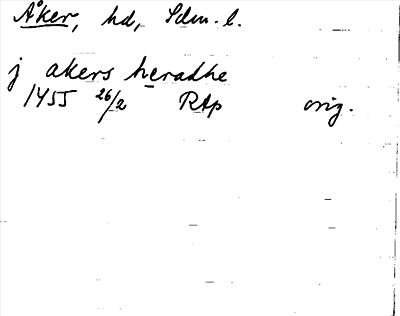 Åker, hd, Sdm. l.
j akers heradhe
1455 26/2 RAp orig.